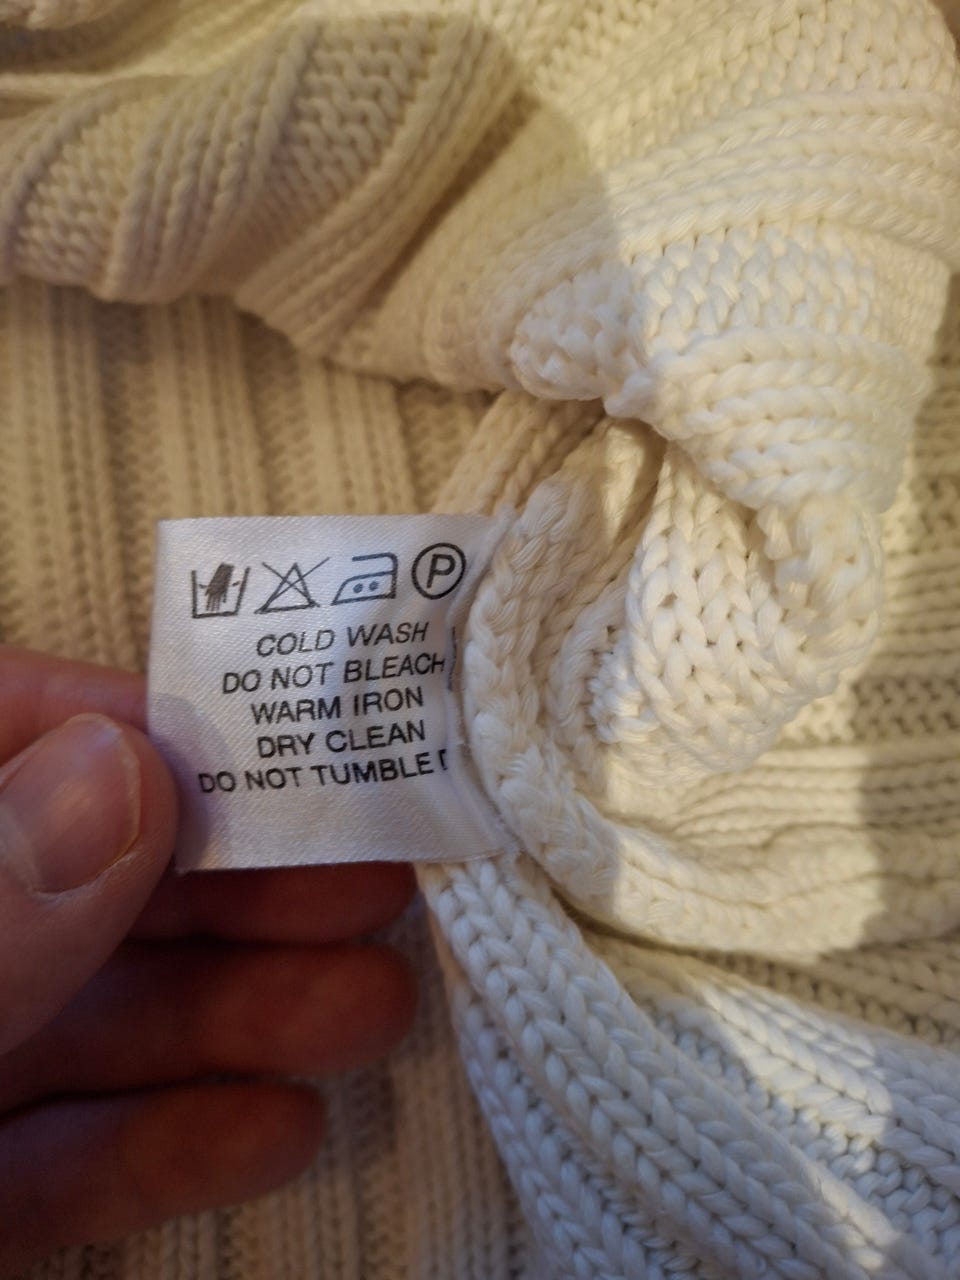 P
COLD WASH
DO NOT BLEACH
WARM IRON
DRY CLEAN
DO NOT TUMBLE